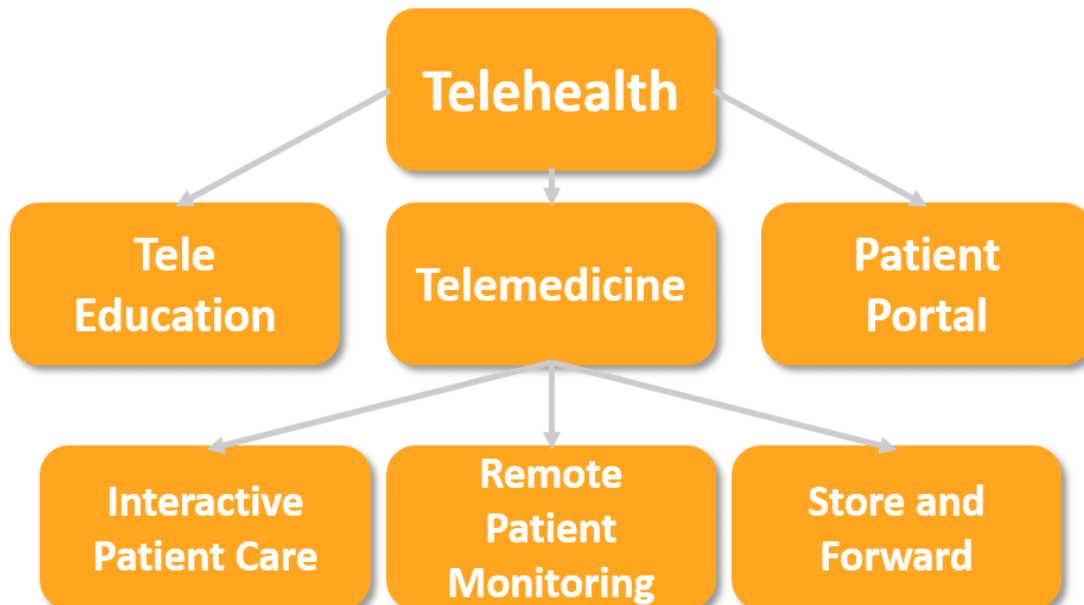 Telehealth
Tele
Education
Telemedicine
Patient
Portal
Interactive
Patient Care
Remote
Patient
Monitoring
Store and
Forward